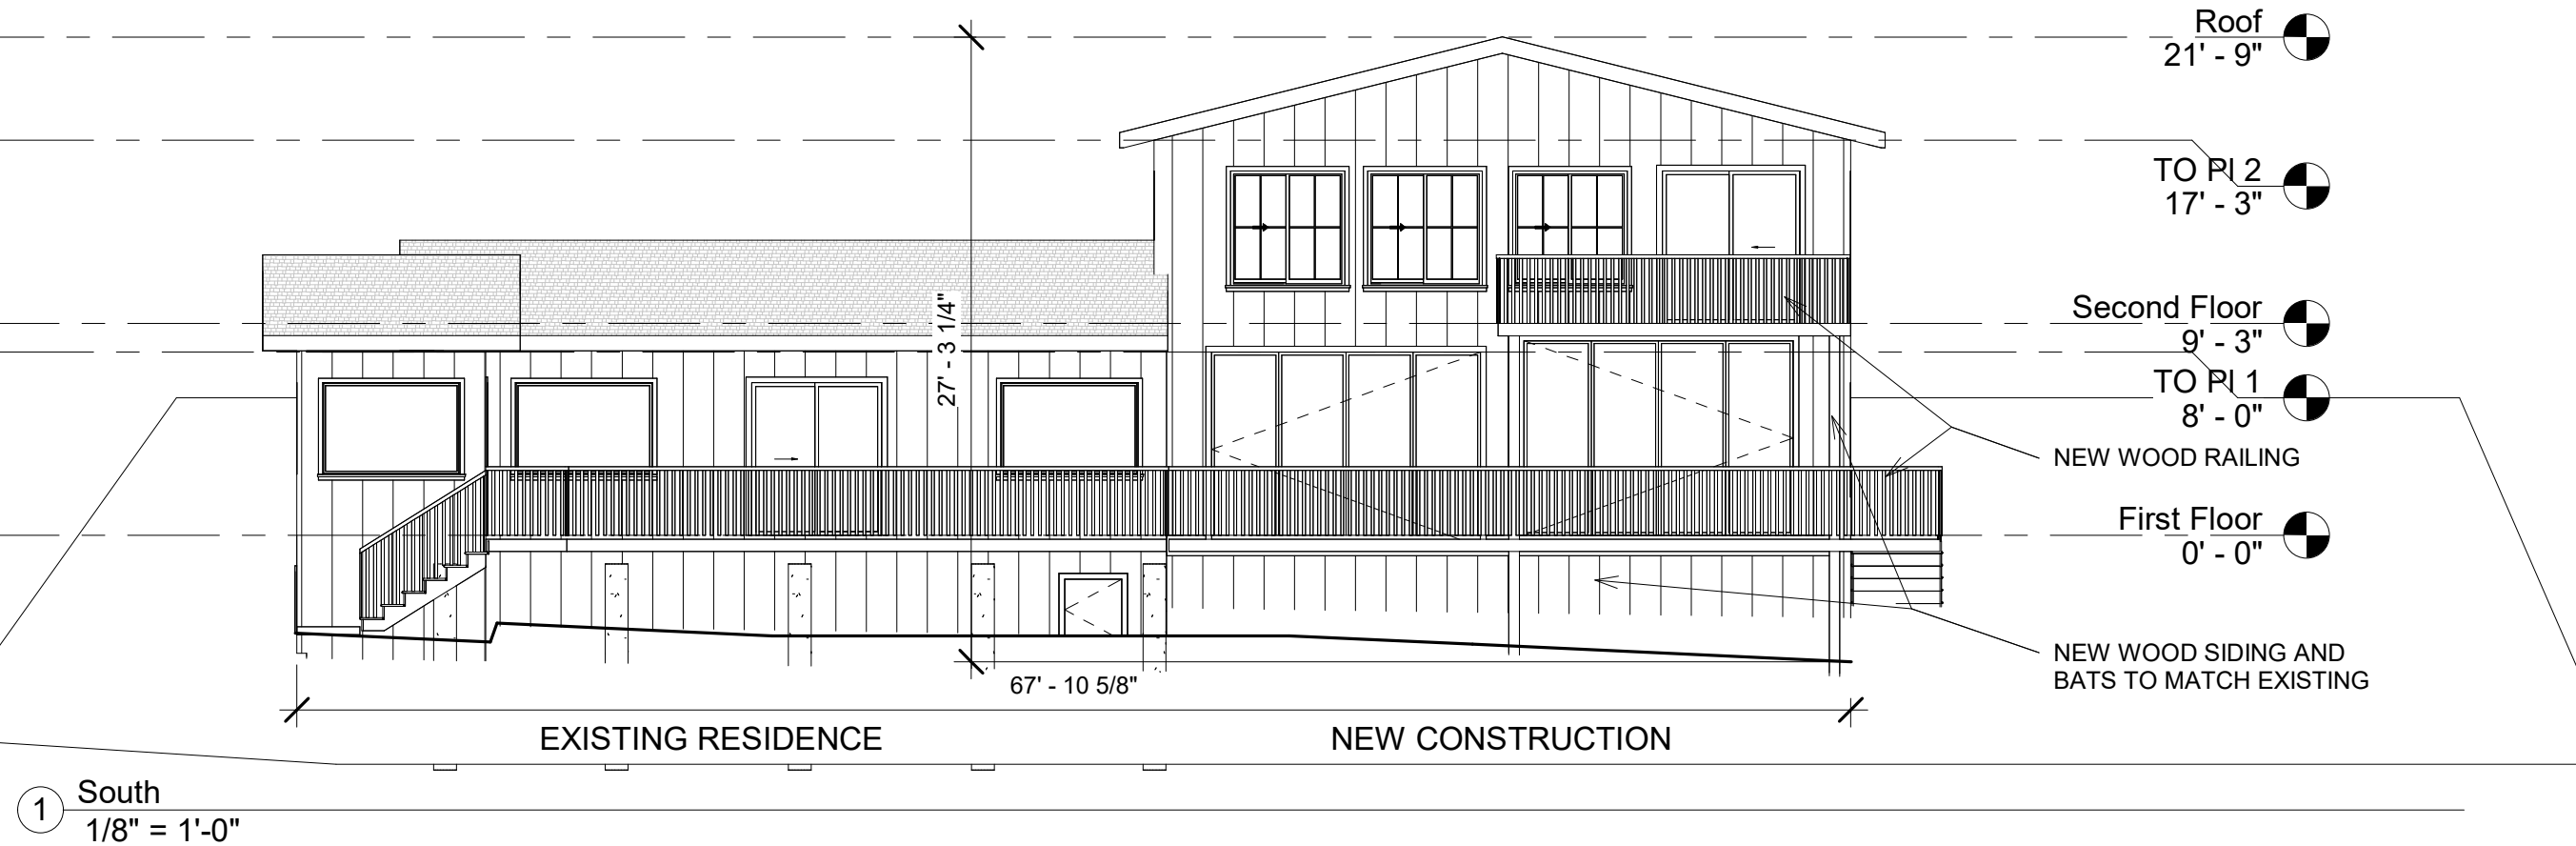 Roof
21' - 9"
TO Pl 2
17' - 3"
Second Floor
9' - 3"
TO Pl 1
8' - 0"
NEW WOOD RAILING
First Floor
0' - 0"
NEW WOOD SIDING AND
BATS TO MATCH EXISTING
27' - 3 1/4"
67' - 10 5/8"
EXISTING RESIDENCE
NEW CONSTRUCTION
1
South
1/8" = 1'-0"